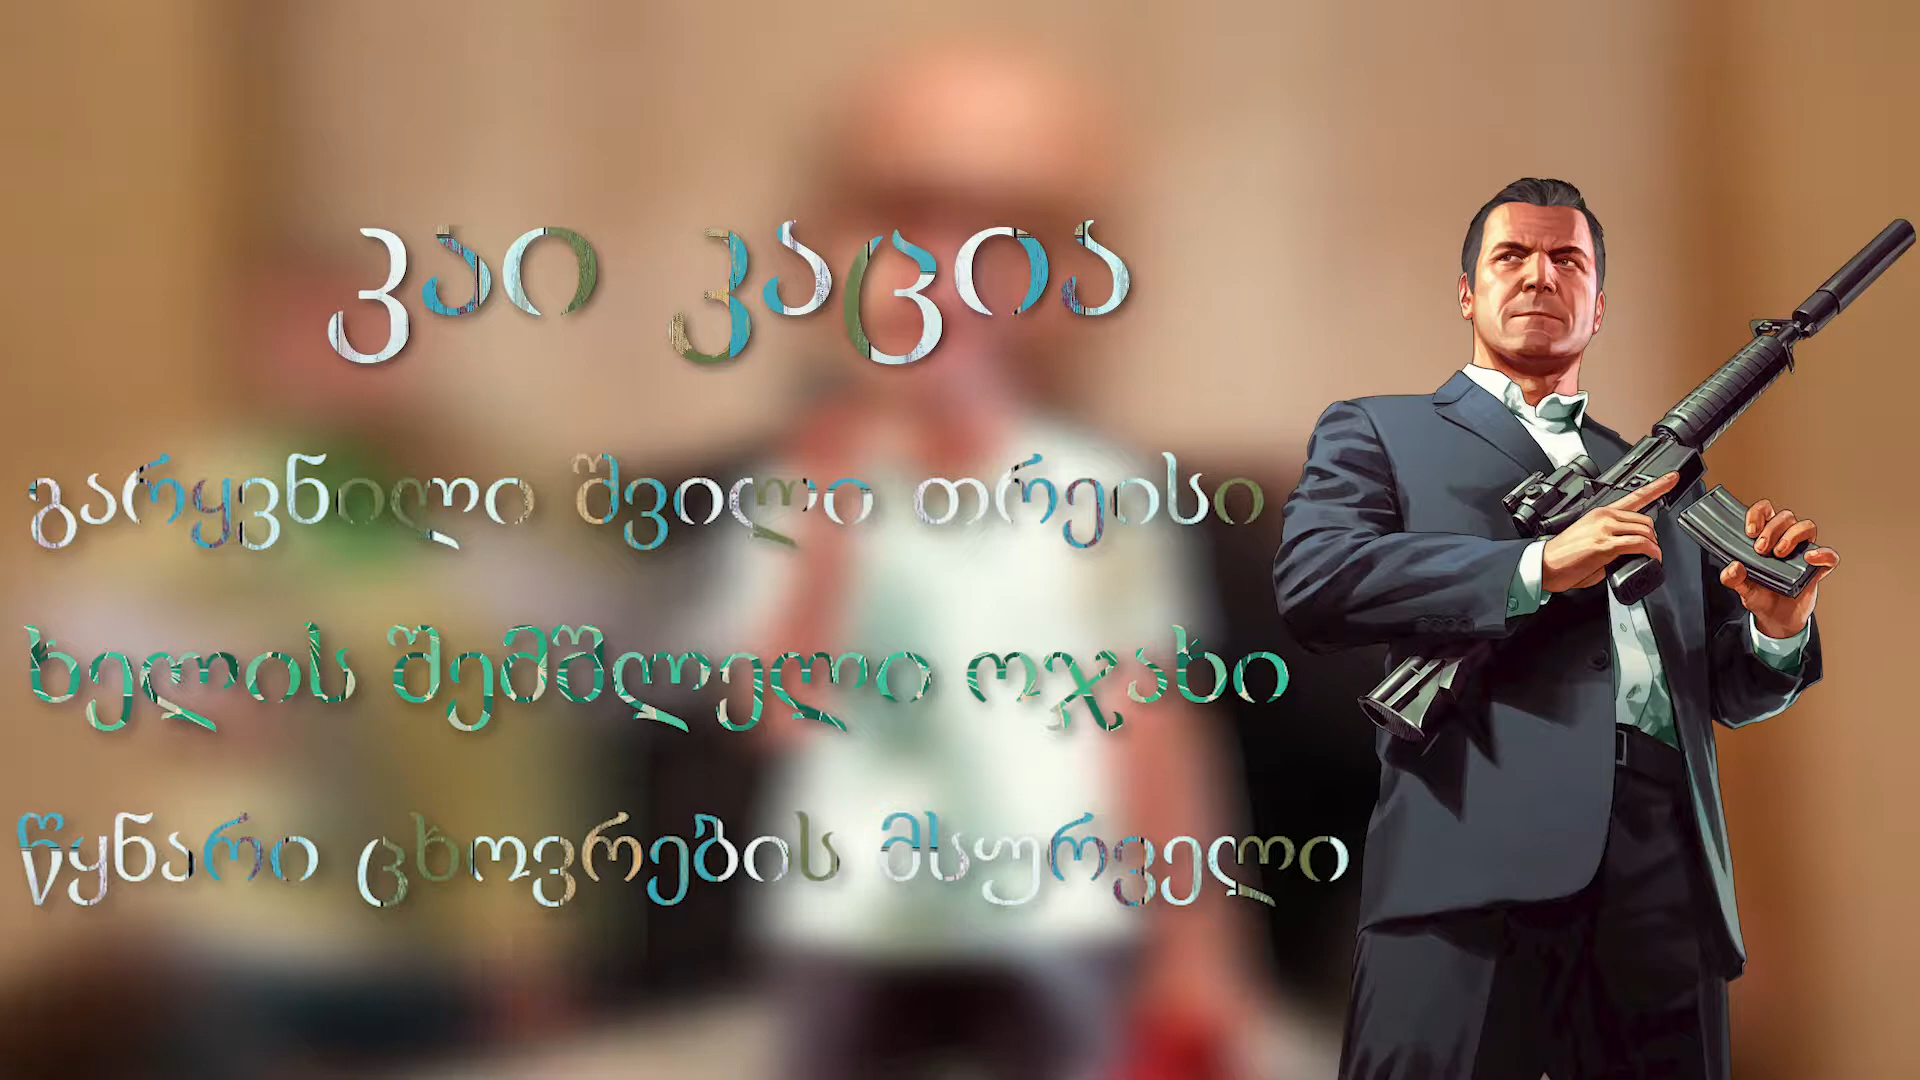 კაი კაცია
გარყვნილი შვილი თრეისი
ხელის შემშლელი ოჯახი
წყნარი ცხოვრების მსურველი